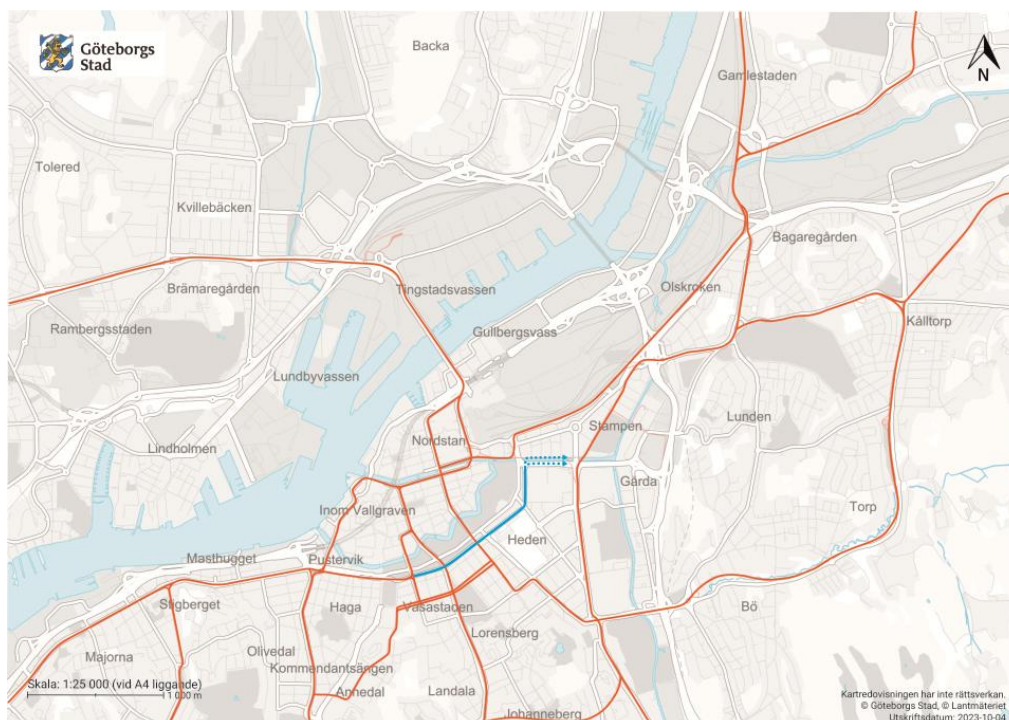 Göteborgs
Stad
Backa
Gamlestaden
N
Tolered
Kvillebäcken
Bagaregården
Brämaregården
Tingstadsvassen
Olskroken
Rambergsstaden
Gullbergsvass
Kålltorp
Lundbyvassen
Lunden
Lindholmen
Nordstan
Stampen
Gårda
Inom Vallgraven
Torp
Heden
Masthugget
Pustervik
Stigberget
Haga
Vasastaden
Bö
Lorensberg
Olivedal
Majorna
Kommendantsängen
Skala: 1:25 000 (vid A4 liggande)
Annedal
Landala
1 000 m
Johanneberg
Kartredovisningen har inte rättsverkan.
© Göteborgs Stad, © Lantmäteriet
Utskriftsdatum: 2023-10-04